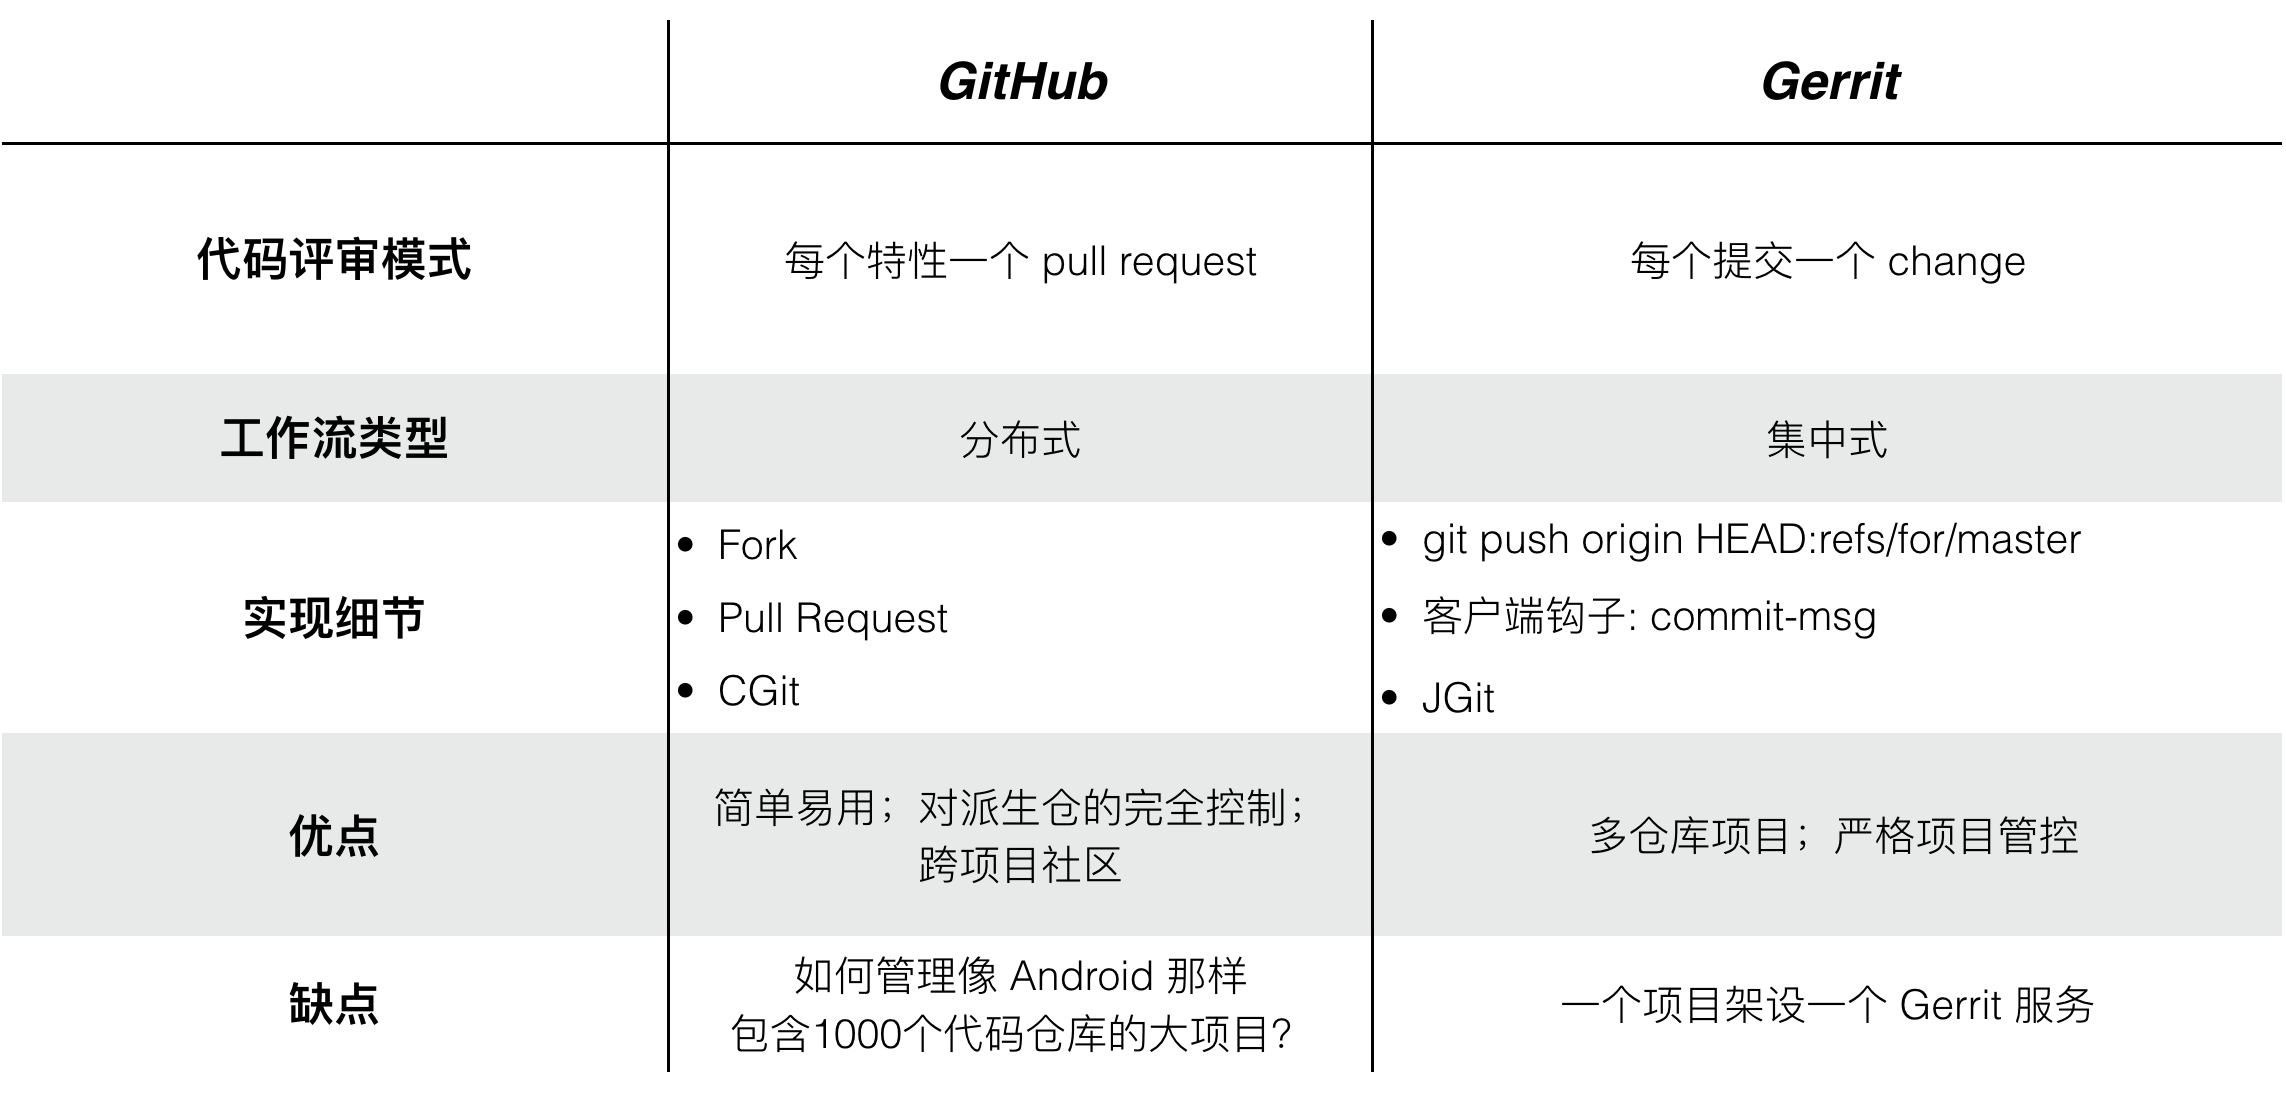 GitHub
Gerrit
代码评审模式
每个特性一个 pull request
每个提交一个 change
工作流类型
分布式
集中式
实现细节
• Fork
• Pull Request
• CGit
• git push origin HEAD:refs/for/master
• 客户端钩子: commit-msg
• JGit
优点
简单易用；对派生仓的完全控制；
跨项目社区
多仓库项目；严格项目管控
缺点
如何管理像 Android 那样
包含1000个代码仓库的大项目？
一个项目架设一个 Gerrit 服务